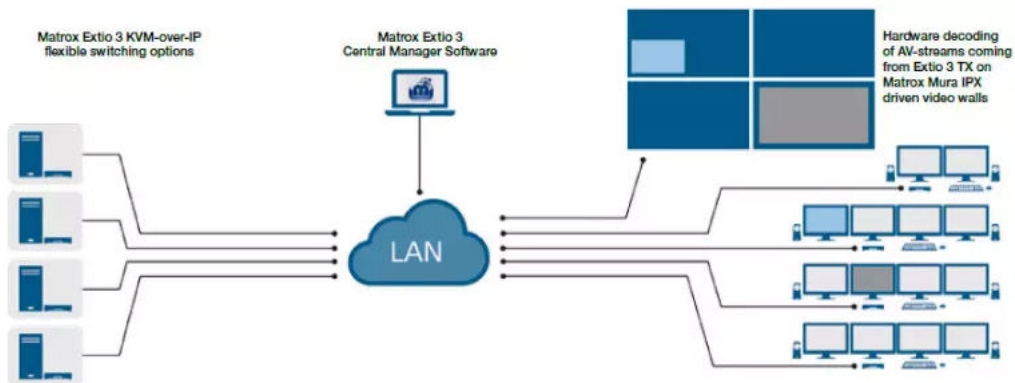 Matrox Extio 3 KVM-over-IP
flexible switching options
Matrox Extio 3
Central Manager Software
Hardware decoding
of AV-streams coming
from Extio 3 TX on
Matrox Mura IPX
driven video walls
LAN